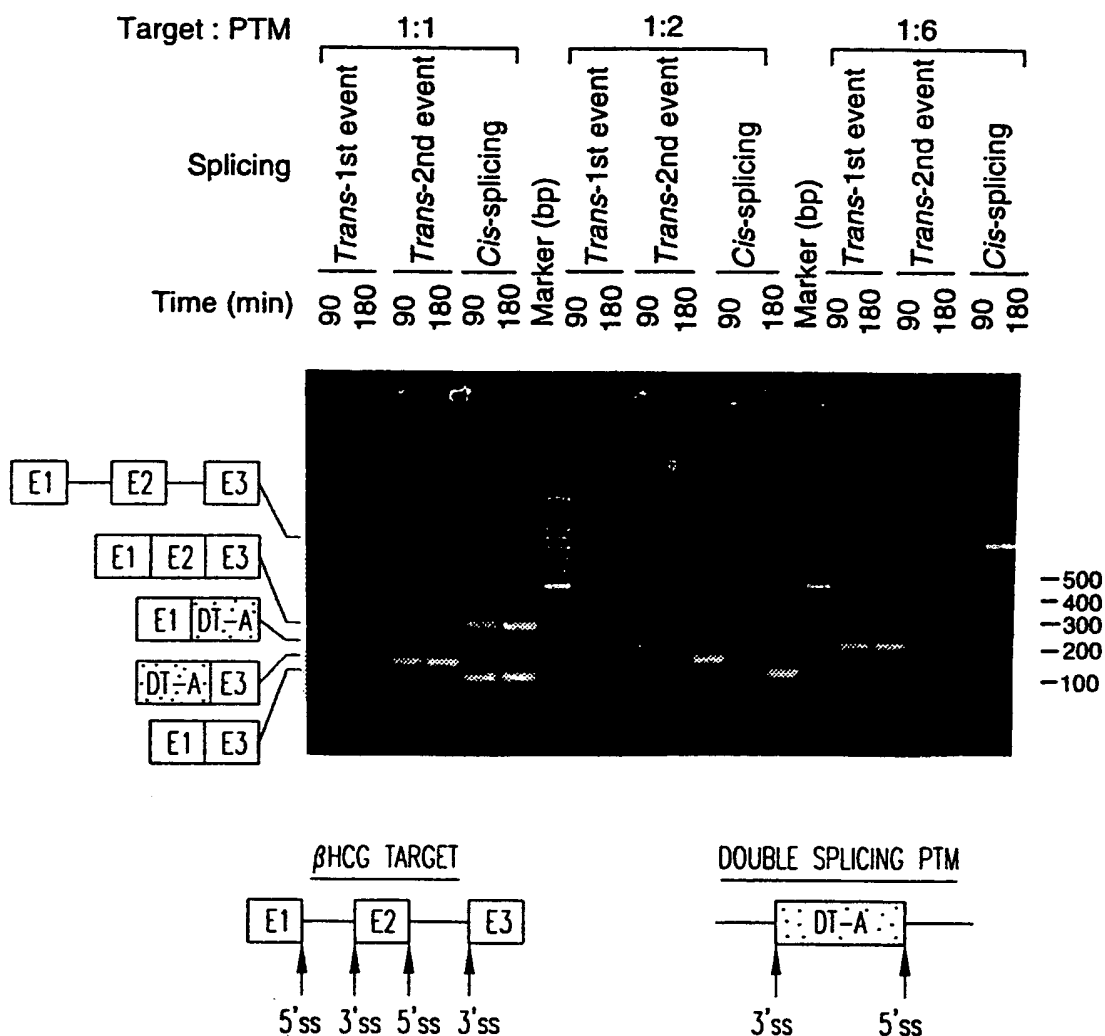 Target : PTM 1:1 1:2 1:6
Splicing Trans-1st event Trans-2nd event Cis-splicing Marker (bp) Trans-1st event Trans-2nd event Cis-splicing Marker (bp) Trans-1st event Trans-2nd event Cis-splicing
Time (min) 90 180 90 180 90 180 90 180 90 180 90 180 90 180 90 180 90 180
E1 E2 E3
E1 E2 E3
E1 DT-A
DT-A E3
E1 E3
-500
-400
-300
-200
-100
βHCG TARGET
E1 E2 E3
5'ss 3'ss 5'ss 3'ss
DOUBLE SPLICING PTM
DT-A
3'ss 5'ss